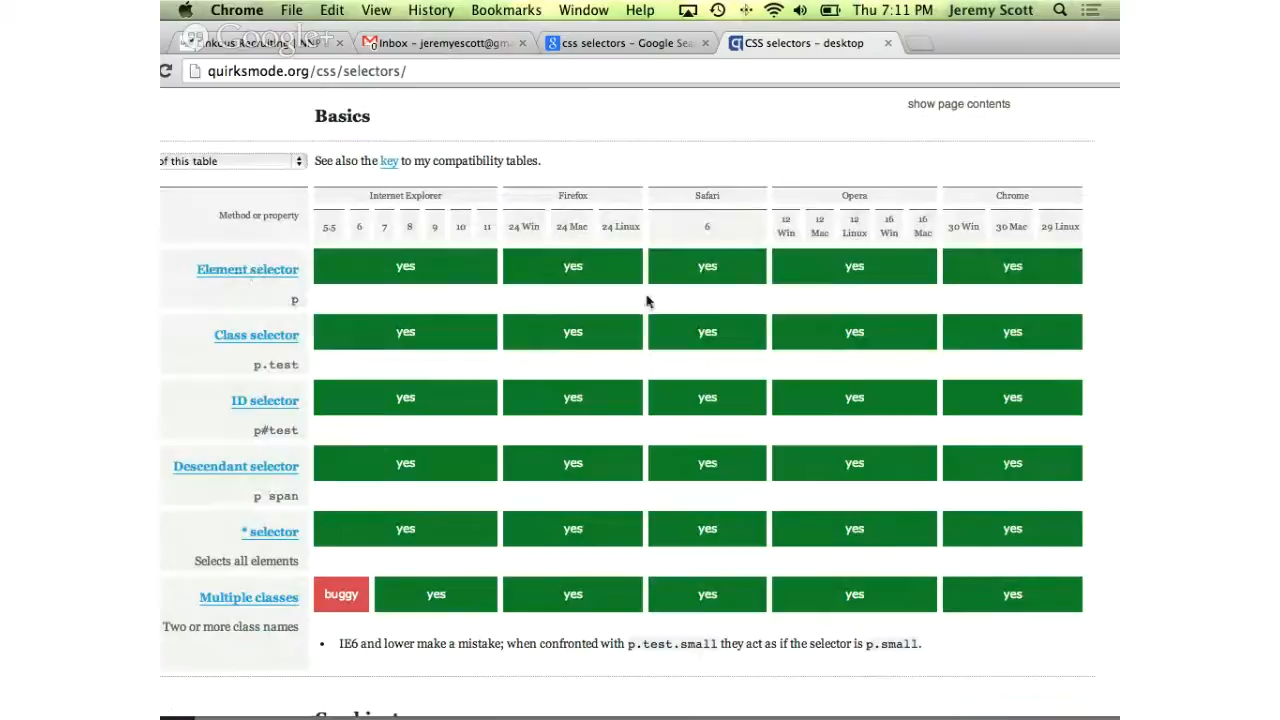 Chrome File Edit View History Bookmarks Window Help Thu 7:11 PM Jeremy Scott
Google+
Recruiting | NNPT Inbox - jeremyescott@gm css selectors - Google Sea CSS selectors - desktop
quirksmode.org/css/selectors/
show page contents
Basics
of this table See also the key to my compatibility tables.
Internet Explorer Firefox Safari Opera Chrome
Method or property
5.5 6 7 8 9 10 11 24 Win 24 Mac 24 Linux 6 12 Win 12 Mac 12 Linux 16 Win 16 Mac 30 Win 30 Mac 29 Linux
Element selector yes yes yes yes yes
p
Class selector yes yes yes yes yes
p.test
ID selector yes yes yes yes yes
p#test
Descendant selector yes yes yes yes yes
p span
* selector yes yes yes yes yes
Selects all elements
Multiple classes buggy yes yes yes yes yes
Two or more class names
• IE6 and lower make a mistake; when confronted with p.test.small they act as if the selector is p.small.